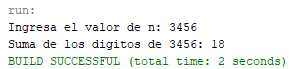 run:
Ingresa el valor de n: 3456
Suma de los digitos de 3456: 18
BUILD SUCCESSFUL (total time: 2 seconds)